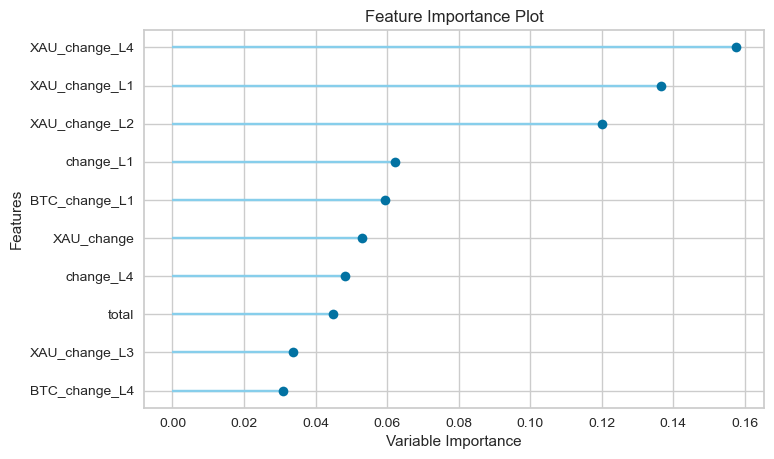 Feature Importance Plot
Features
XAU_change_L4
XAU_change_L1
XAU_change_L2
change_L1
BTC_change_L1
XAU_change
change_L4
total
XAU_change_L3
BTC_change_L4
0.00 0.02 0.04 0.06 0.08 0.10 0.12 0.14 0.16
Variable Importance